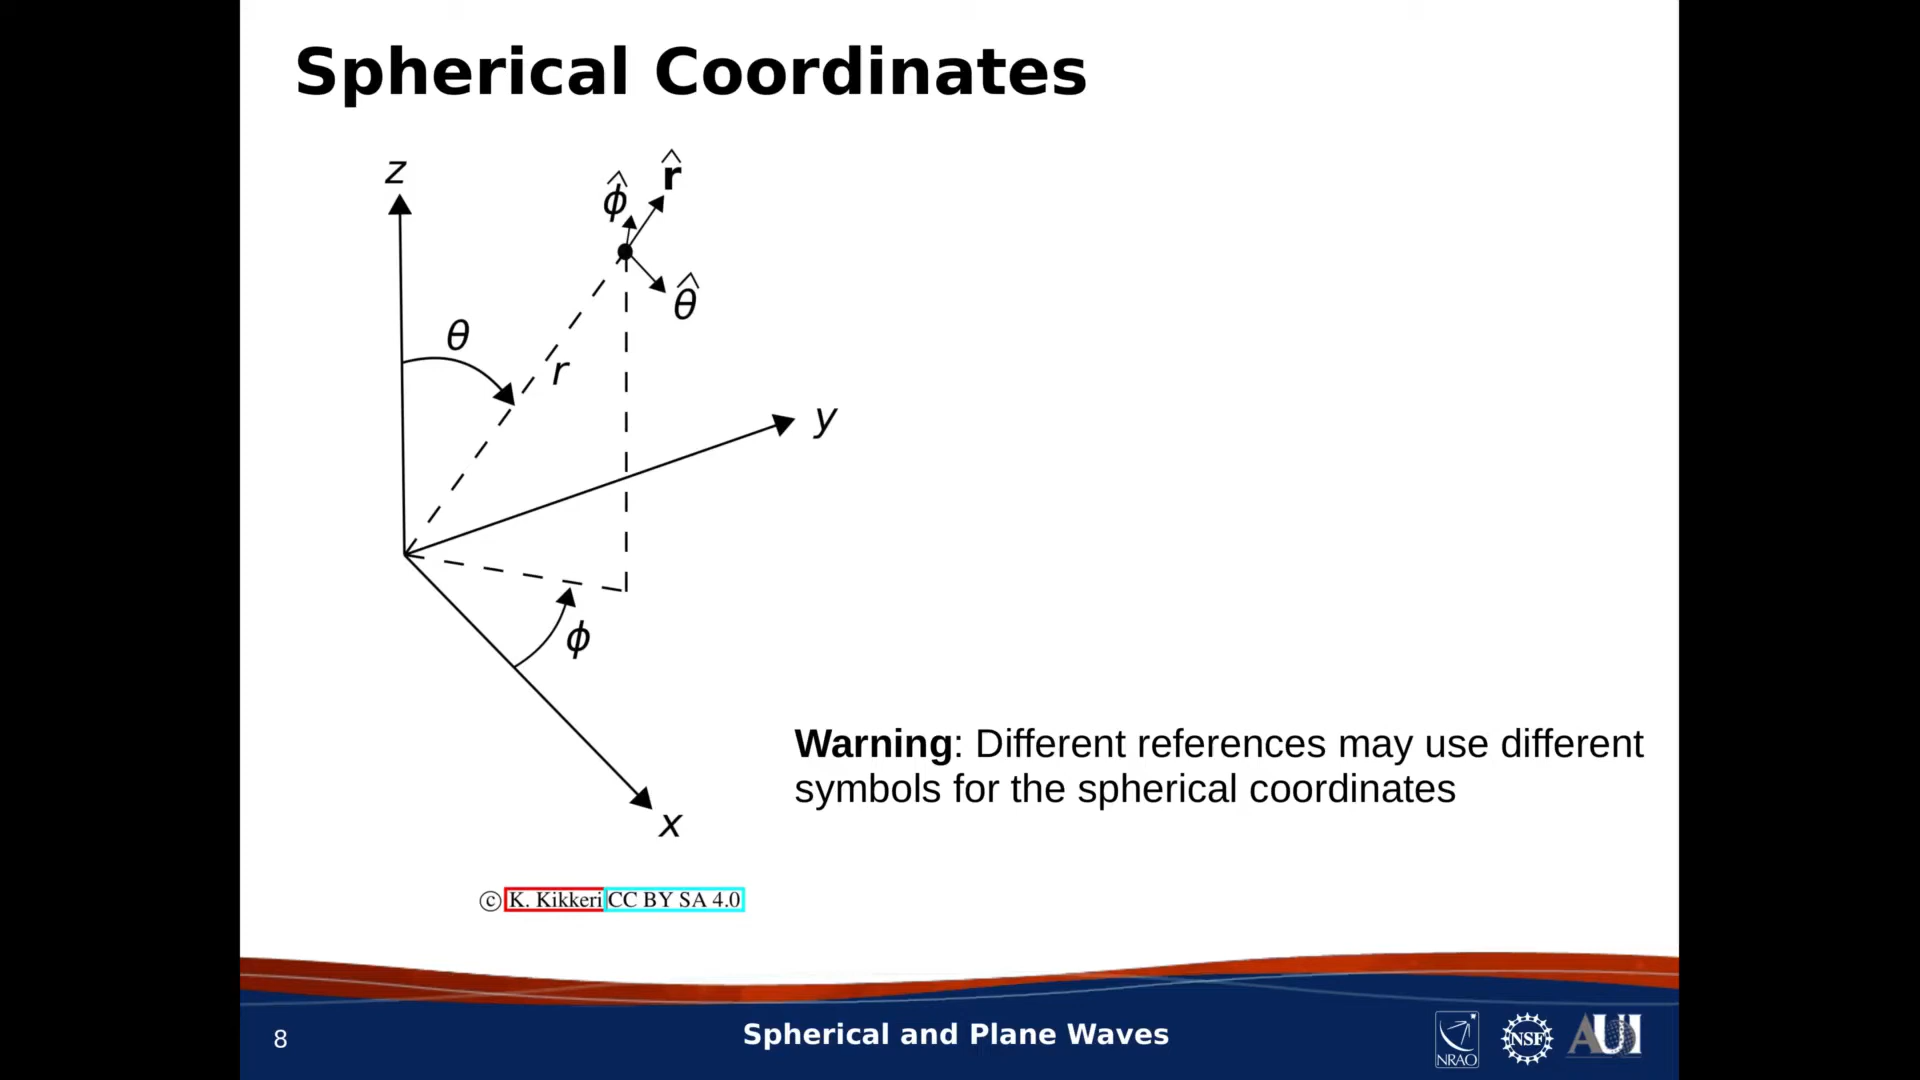 Spherical Coordinates
z
r̂
ϕ̂
θ̂
θ
r
y
ϕ
x
Warning: Different references may use different
symbols for the spherical coordinates
© K. Kikkeri CC BY SA 4.0
8
Spherical and Plane Waves
NRAO
NSF
AUI